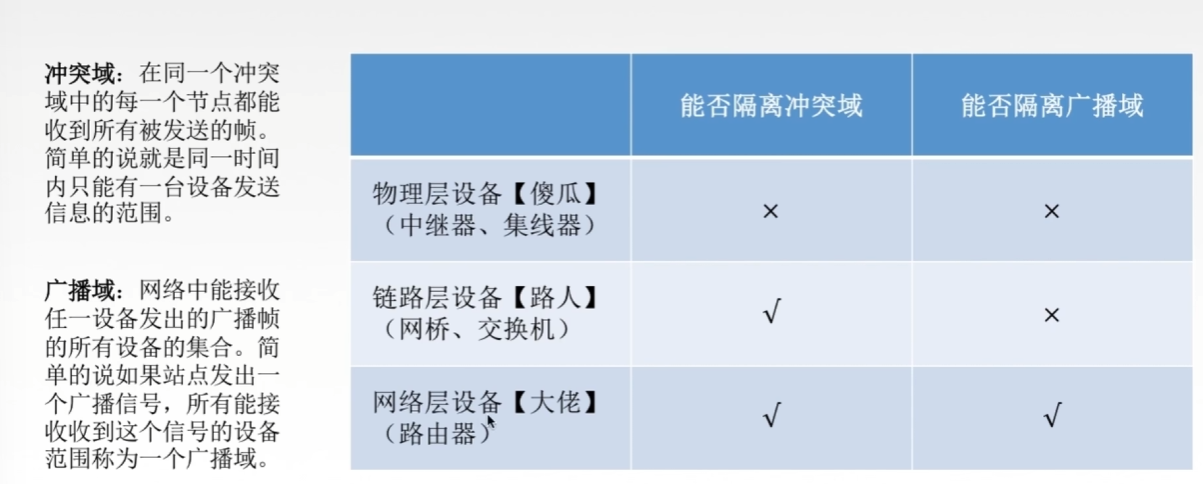 冲突域：在同一个冲突
域中的每一个节点都能
收到所有被发送的帧。
简单的说就是同一时间
内只能有一台设备发送
信息的范围。
广播域：网络中能接收
任一设备发出的广播帧
的所有设备的集合。简
单的说如果站点发出一
个广播信号，所有能接
收收到这个信号的设备
范围称为一个广播域。
能否隔离冲突域
能否隔离广播域
物理层设备【傻瓜】
（中继器、集线器）
×
×
链路层设备【路人】
（网桥、交换机）
√
×
网络层设备【大佬】
（路由器）
√
√